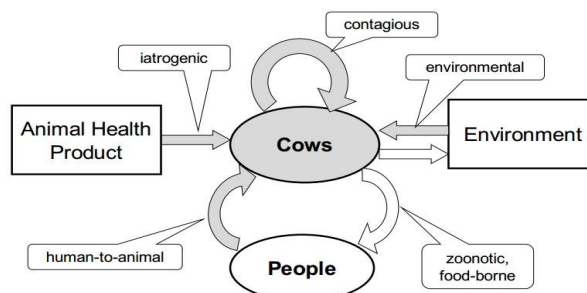 contagious
iatrogenic
environmental
Animal Health
Product
Cows
Environment
human-to-animal
People
zoonotic,
food-borne